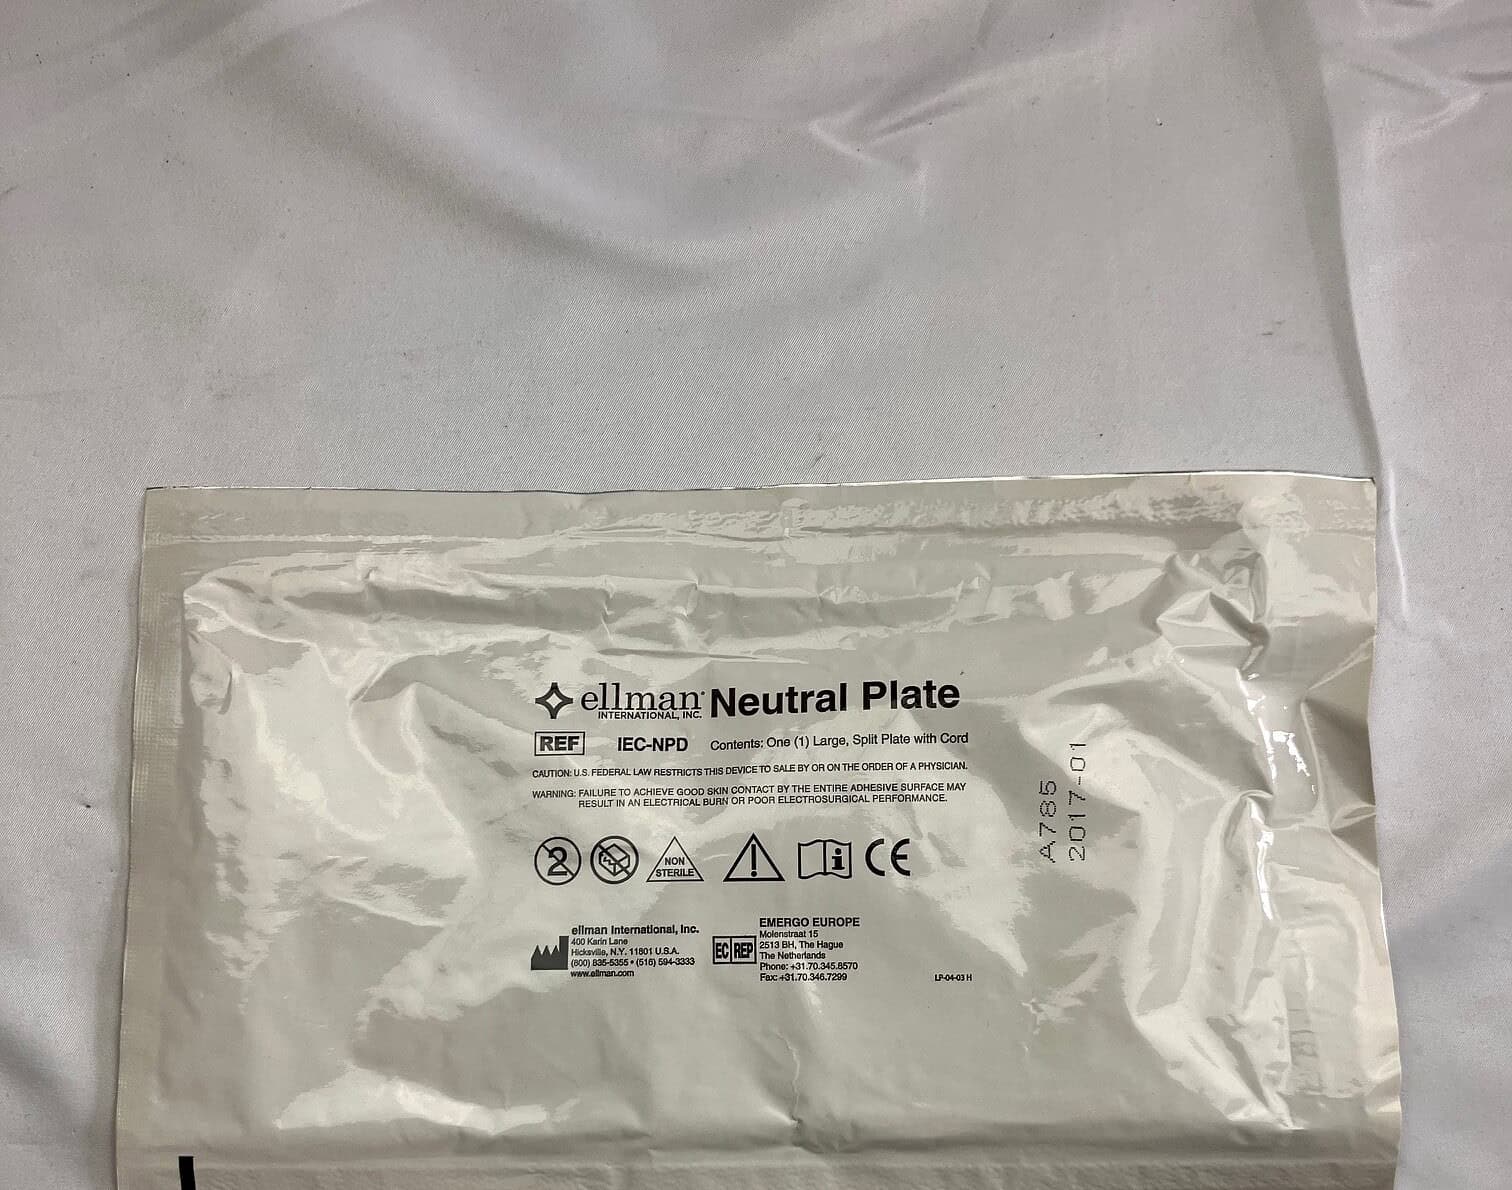 ellman® Neutral Plate
INTERNATIONAL, INC.
REF IEC-NPD Contents: One (1) Large, Split Plate with Cord
CAUTION: U.S. FEDERAL LAW RESTRICTS THIS DEVICE TO SALE BY OR ON THE ORDER OF A PHYSICIAN.
WARNING: FAILURE TO ACHIEVE GOOD SKIN CONTACT BY THE ENTIRE ADHESIVE SURFACE MAY
RESULT IN AN ELECTRICAL BURN OR POOR ELECTROSURGICAL PERFORMANCE.
2
NON
STERILE
CE
ellman International, Inc.
400 Karin Lane
Hicksville, N.Y. 11801 U.S.A.
(800) 835-5355 • (516) 594-3333
www.ellman.com
EC REP
EMERGO EUROPE
Molenstraat 15
2513 BH, The Hague
The Netherlands
Phone: +31.70.345.8570
Fax: +31.70.346.7299
LP-04-03 H
A785
2017-01